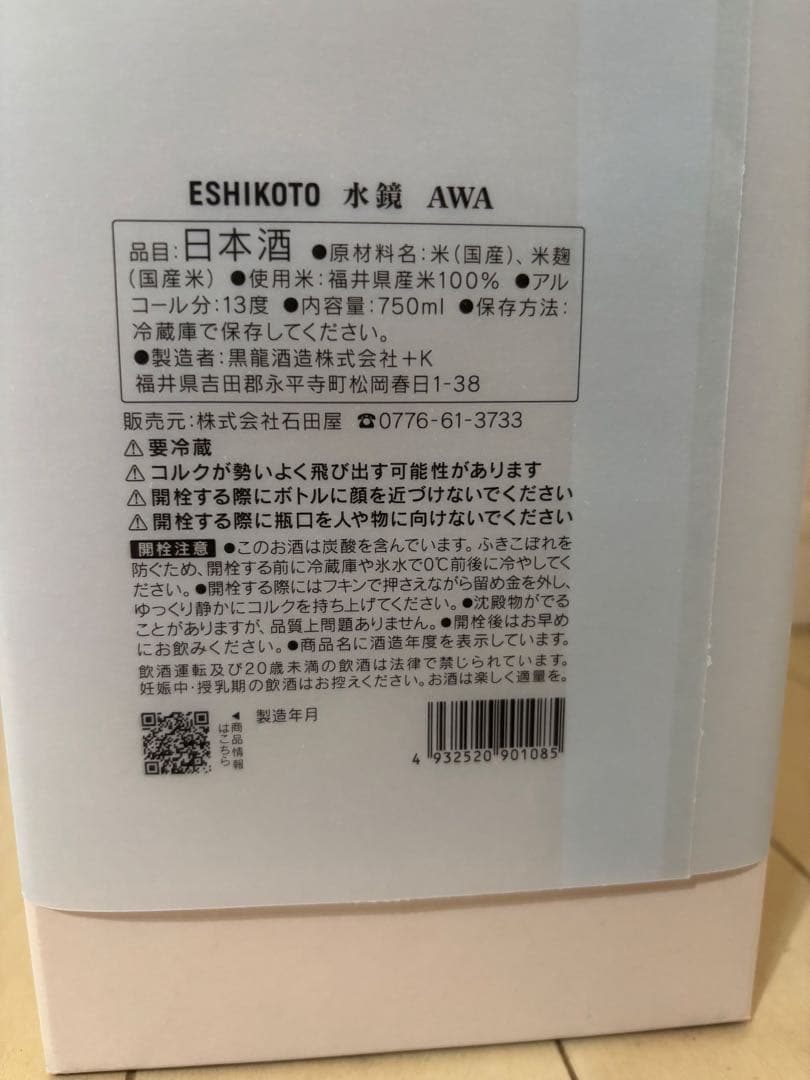 ESHIKOTO 水鏡 AWA
品目:日本酒 ●原材料名:米(国産)、米麹
(国産米) ●使用米:福井県産米100% ●アル
コール分:13度 ●内容量:750ml ●保存方法:
冷蔵庫で保存してください。
●製造者:黒龍酒造株式会社+K
福井県吉田郡永平寺町松岡春日1-38
販売元:株式会社石田屋 ☎0776-61-3733
⚠要冷蔵
⚠コルクが勢いよく飛び出す可能性があります
⚠開栓する際にボトルに顔を近づけないでください
⚠開栓する際に瓶口を人や物に向けないでください
開栓注意 ●このお酒は炭酸を含んでいます。ふきこぼれを
防ぐため、開栓する前に冷蔵庫や氷水で0℃前後に冷やしてく
ださい。●開栓する際にはフキンで押さえながら留め金を外し、
ゆっくり静かにコルクを持ち上げてください。●沈殿物がでる
ことがありますが、品質上問題ありません。●開栓後はお早め
にお飲みください。●商品名に酒造年度を表示しています。
飲酒運転及び20歳未満の飲酒は法律で禁じられています。
妊娠中・授乳期の飲酒はお控えください。お酒は楽しく適量を。
◀商品情報
はこちら
製造年月
4 932520 901085